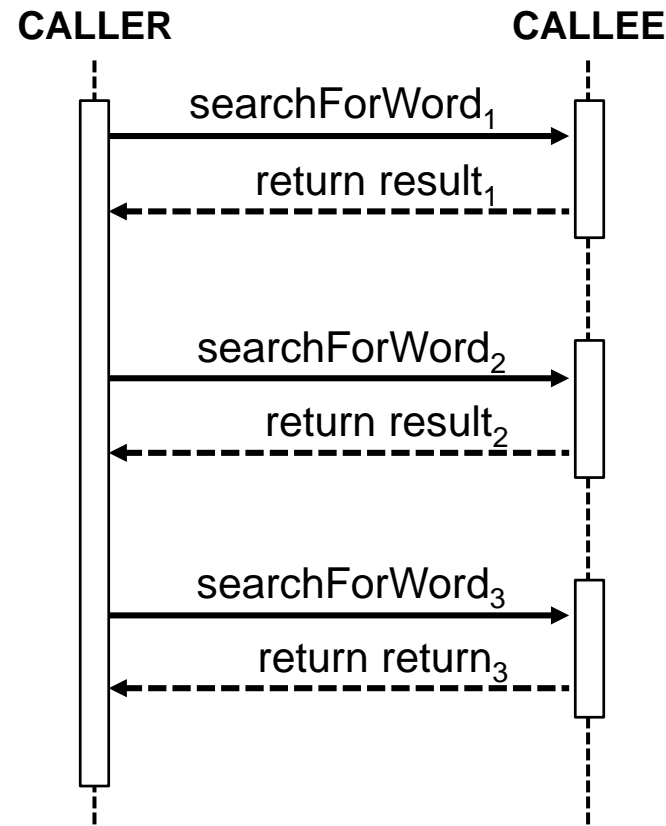 CALLER CALLEE
searchForWord₁
return result₁
searchForWord₂
return result₂
searchForWord₃
return return₃